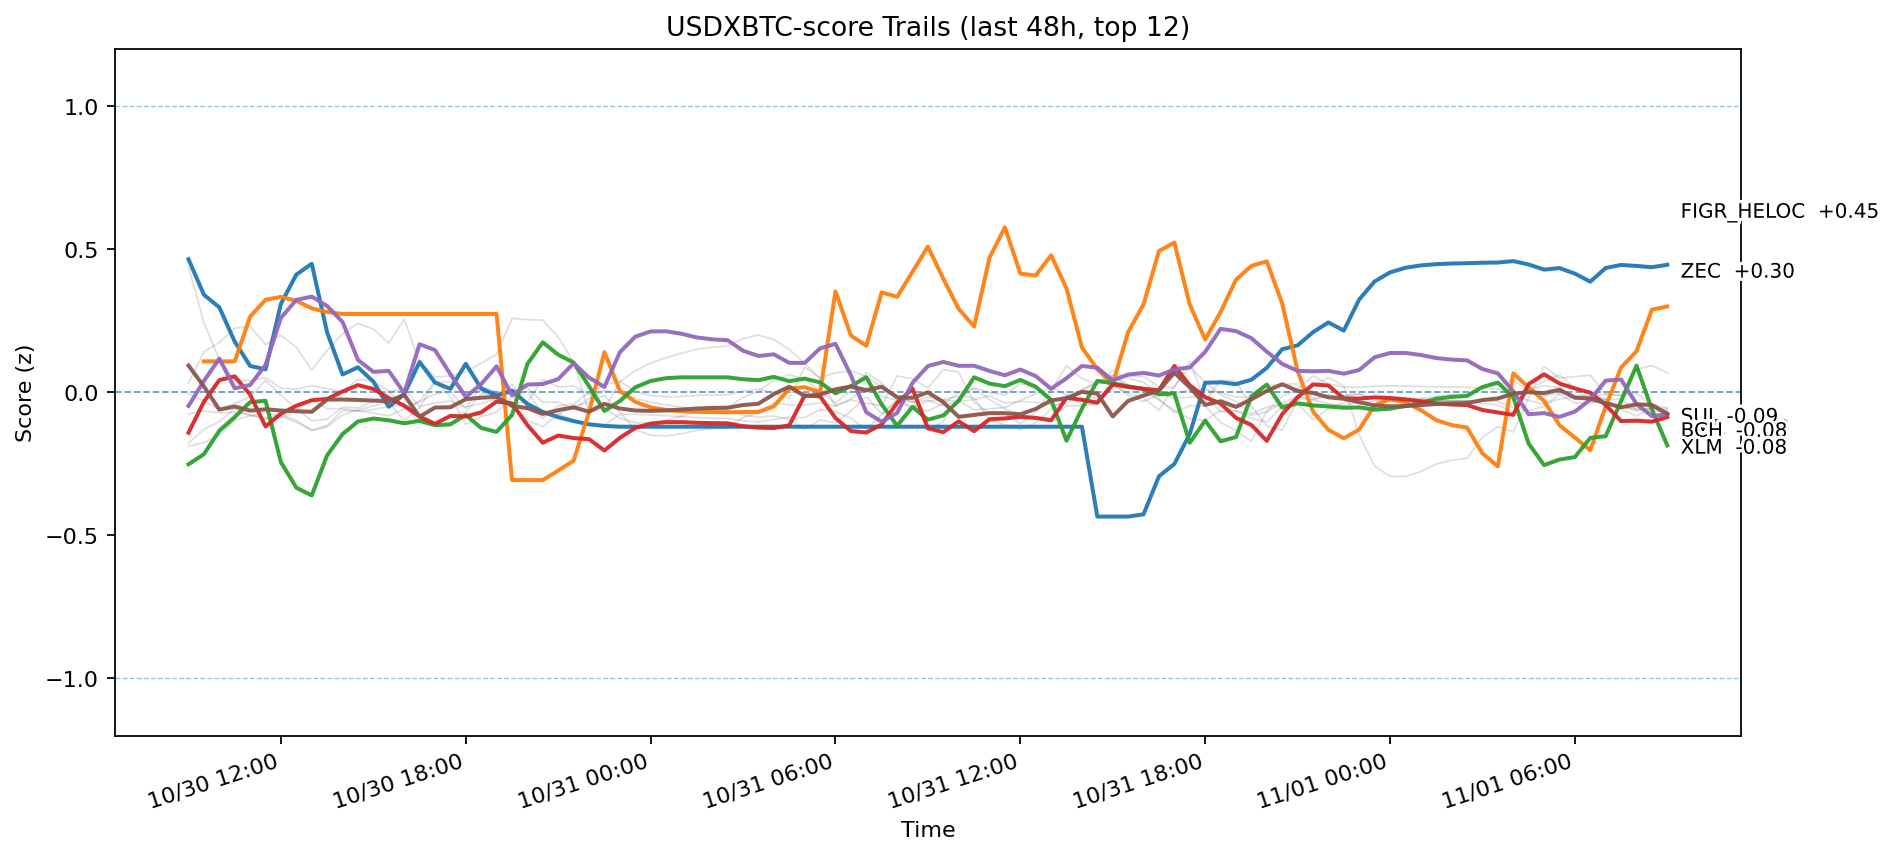 USDXBTC-score Trails (last 48h, top 12)
Score (z)
1.0
0.5
0.0
−0.5
−1.0
FIGR_HELOC +0.45
ZEC +0.30
SUI -0.09
BCH -0.08
XLM -0.08
10/30 12:00
10/30 18:00
10/31 00:00
10/31 06:00
10/31 12:00
10/31 18:00
11/01 00:00
11/01 06:00
Time